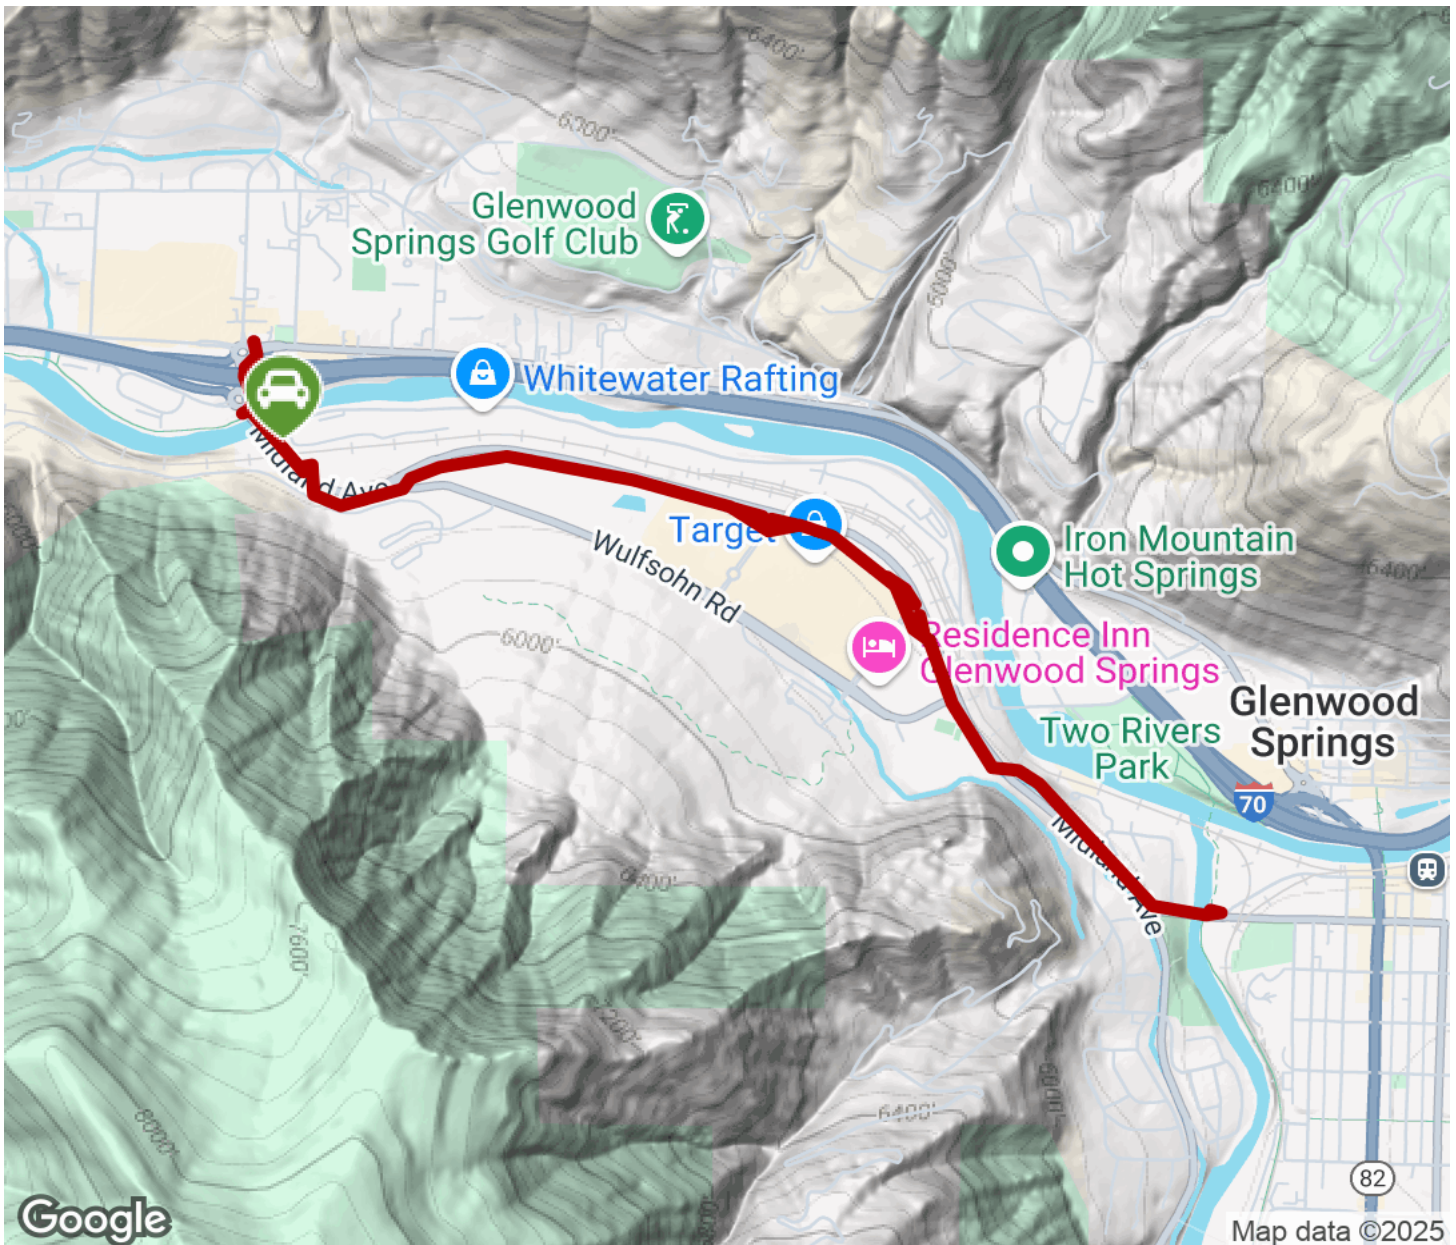 6400'
6000'
6400'
Glenwood
Springs Golf Club
6000'
Whitewater Rafting
Midland Ave
Target
Iron Mountain
Hot Springs
6400'
Wulfsohn Rd
6000'
Residence Inn
Glenwood Springs
Glenwood
Springs
Two Rivers
Park
70
Midland Ave
6400'
7600'
7200'
6000'
6400'
8000'
82
Google
Map data ©2025